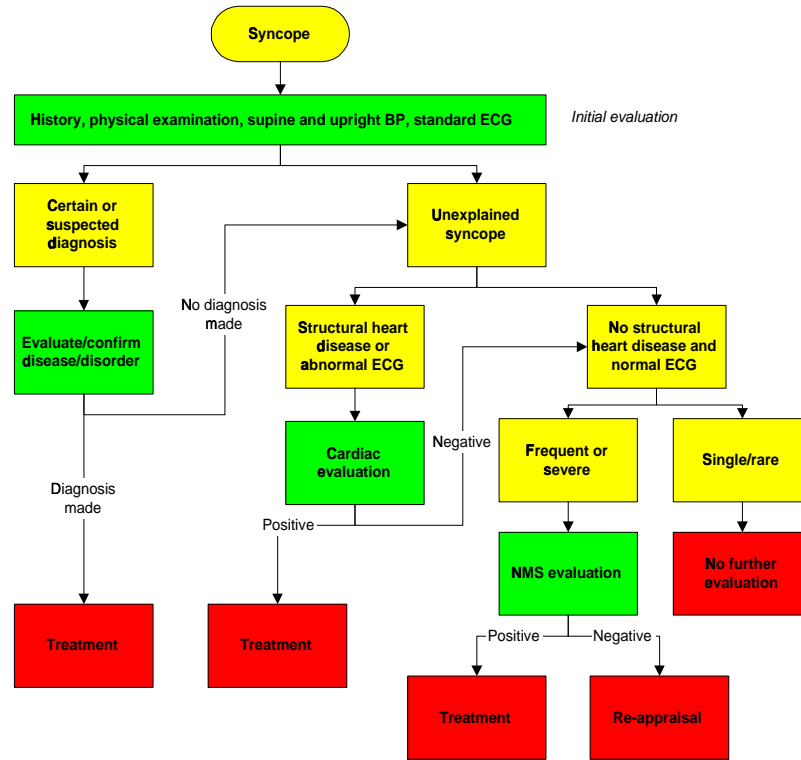 Syncope
History, physical examination, supine and upright BP, standard ECG
Initial evaluation
Certain or
suspected
diagnosis
Unexplained
syncope
No diagnosis
made
Evaluate/confirm
disease/disorder
Structural heart
disease or
abnormal ECG
No structural
heart disease and
normal ECG
Negative
Cardiac
evaluation
Frequent or
severe
Single/rare
Diagnosis
made
Positive
NMS evaluation
No further
evaluation
Treatment
Treatment
Positive
Negative
Treatment
Re-appraisal